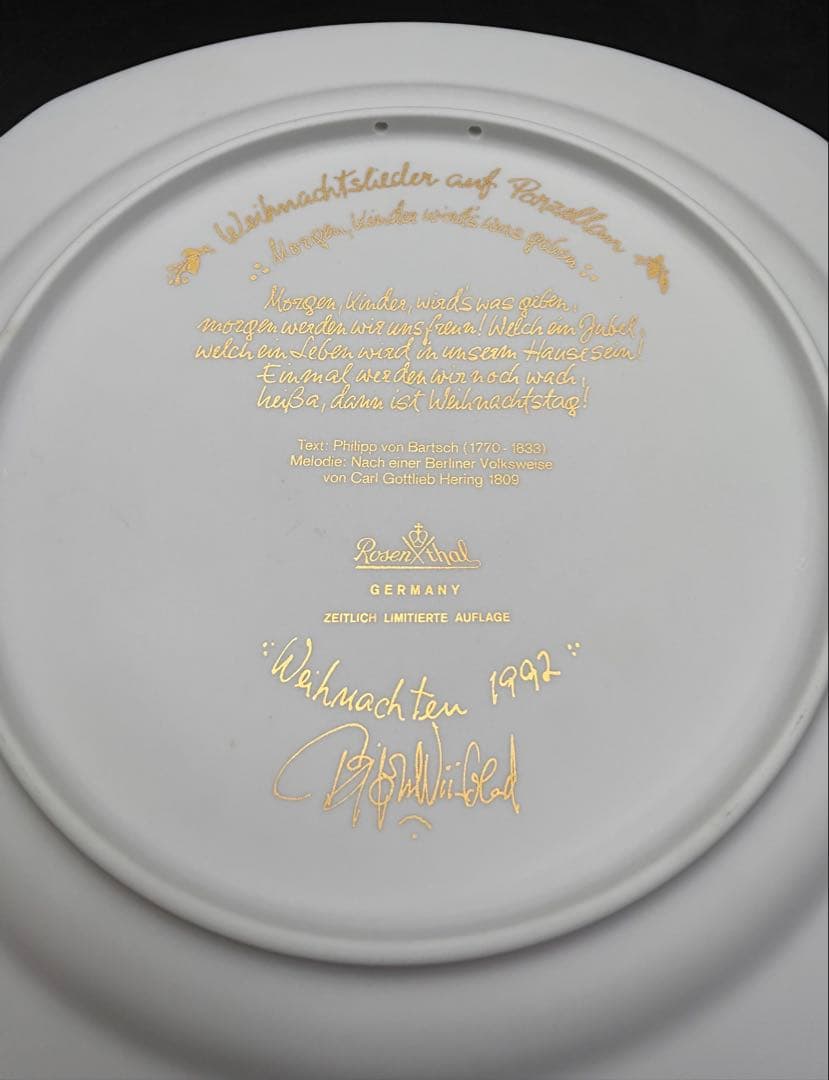 Weihnachtslieder auf Porzellan
Morgen, Kinder wird's was geben
Morgen, Kinder, wird's was geben,
morgen werden wir uns freun! Welch ein Jubel,
welch ein Leben wird in unserm Hause sein!
Einmal werden wir noch wach,
heißa, dann ist Weihnachtstag!
Text: Philipp von Bartsch (1770-1833)
Melodie: Nach einer Berliner Volksweise
von Carl Gottlieb Hering 1809
Rosenthal
GERMANY
ZEITLICH LIMITIERTE AUFLAGE
Weihnachten 1992
Björn Wiinblad